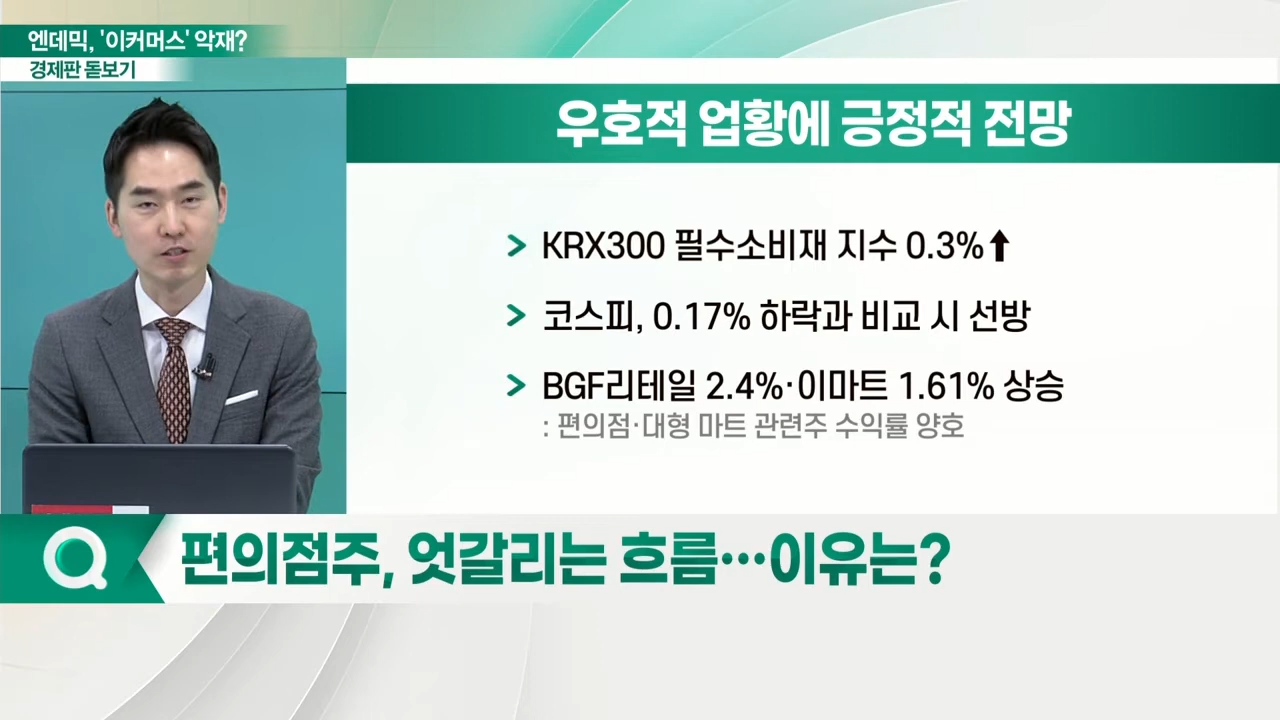 엔데믹, '이커머스' 악재?
경제판 돋보기
우호적 업황에 긍정적 전망
KRX300 필수소비재 지수 0.3%⬆
코스피, 0.17% 하락과 비교 시 선방
BGF리테일 2.4%·이마트 1.61% 상승
: 편의점·대형 마트 관련주 수익률 양호
Q 편의점주, 엇갈리는 흐름…이유는?